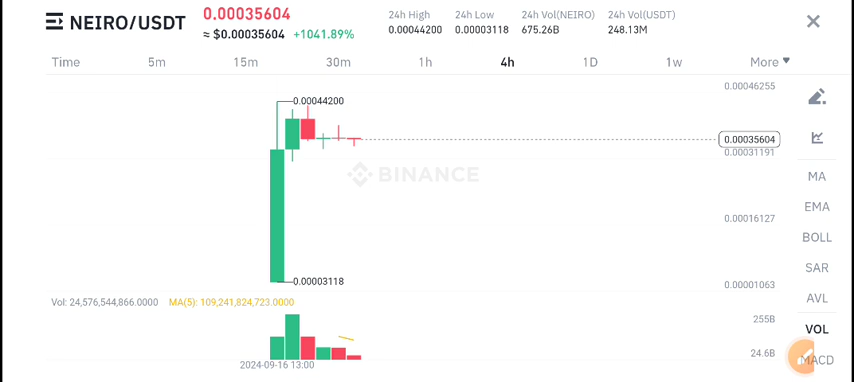 NEIRO/USDT
0.00035604
≈ $0.00035604 +1041.89%
24h High
0.00044200
24h Low
0.00003118
24h Vol(NEIRO)
675.26B
24h Vol(USDT)
248.13M
Time 5m 15m 30m 1h 4h 1D 1w More
0.00046255
0.00044200
0.00035604
0.00031191
BINANCE
0.00016127
0.00003118
0.00001063
MA
EMA
BOLL
SAR
AVL
VOL
MACD
Vol: 24,576,544,866.0000 MA(5): 109,241,824,723.0000
255B
24.6B
2024-09-16 13:00